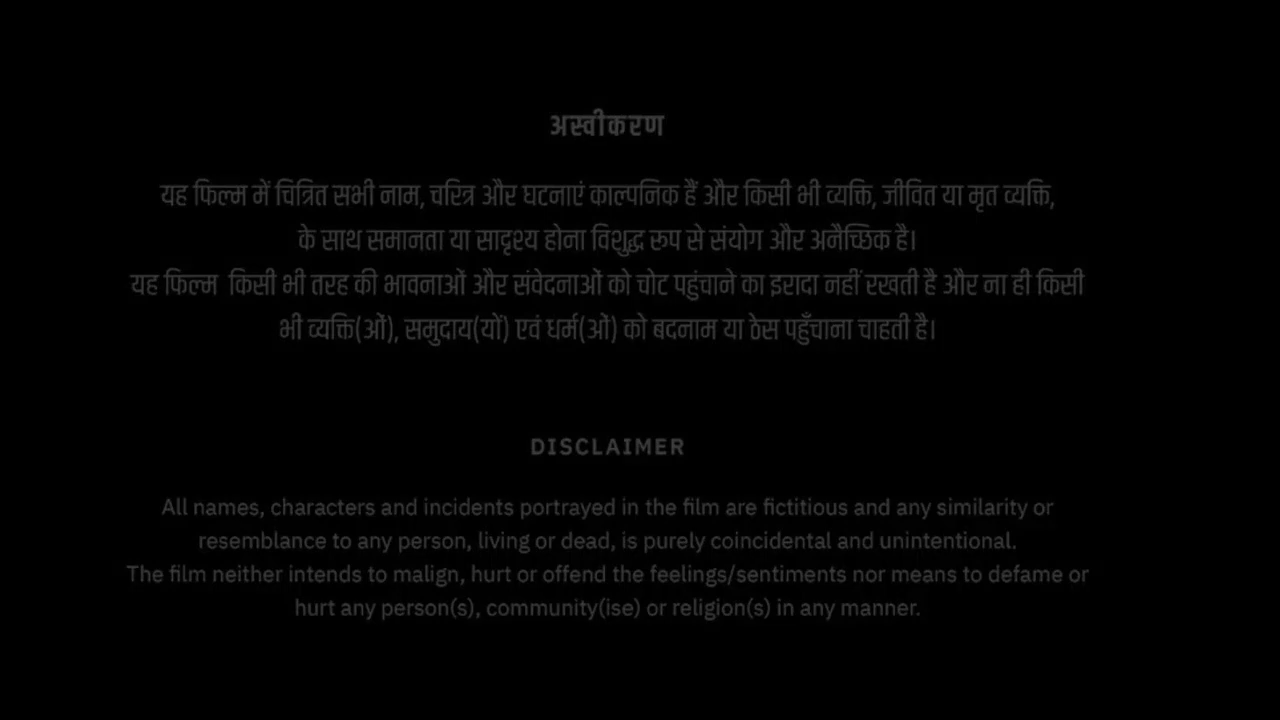 अस्वीकरण
यह फिल्म में चित्रित सभी नाम, चरित्र और घटनाएं काल्पनिक हैं और किसी भी व्यक्ति, जीवित या मृत व्यक्ति,
के साथ समानता या सादृश्य होना विशुद्ध रूप से संयोग और अनैच्छिक है।
यह फिल्म किसी भी तरह की भावनाओं और संवेदनाओं को चोट पहुंचाने का इरादा नहीं रखती है और ना ही किसी
भी व्यक्ति(ओं), समुदाय(यों) एवं धर्म(ओं) को बदनाम या ठेस पहुँचाना चाहती है।
DISCLAIMER
All names, characters and incidents portrayed in the film are fictitious and any similarity or
resemblance to any person, living or dead, is purely coincidental and unintentional.
The film neither intends to malign, hurt or offend the feelings/sentiments nor means to defame or
hurt any person(s), community(ise) or religion(s) in any manner.